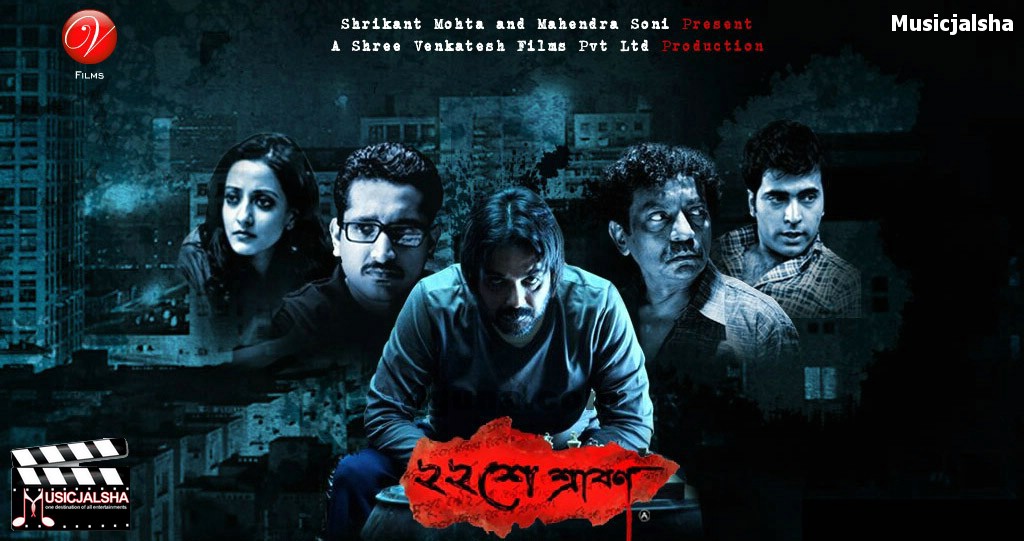 Shrikant Mohta and Mahendra Soni Present
A Shree Venkatesh Films Pvt Ltd Production
Musicjalsha
V
FILMS
২২শে শ্রাবণ
A
MUSICJALSHA
one destination of all entertainments